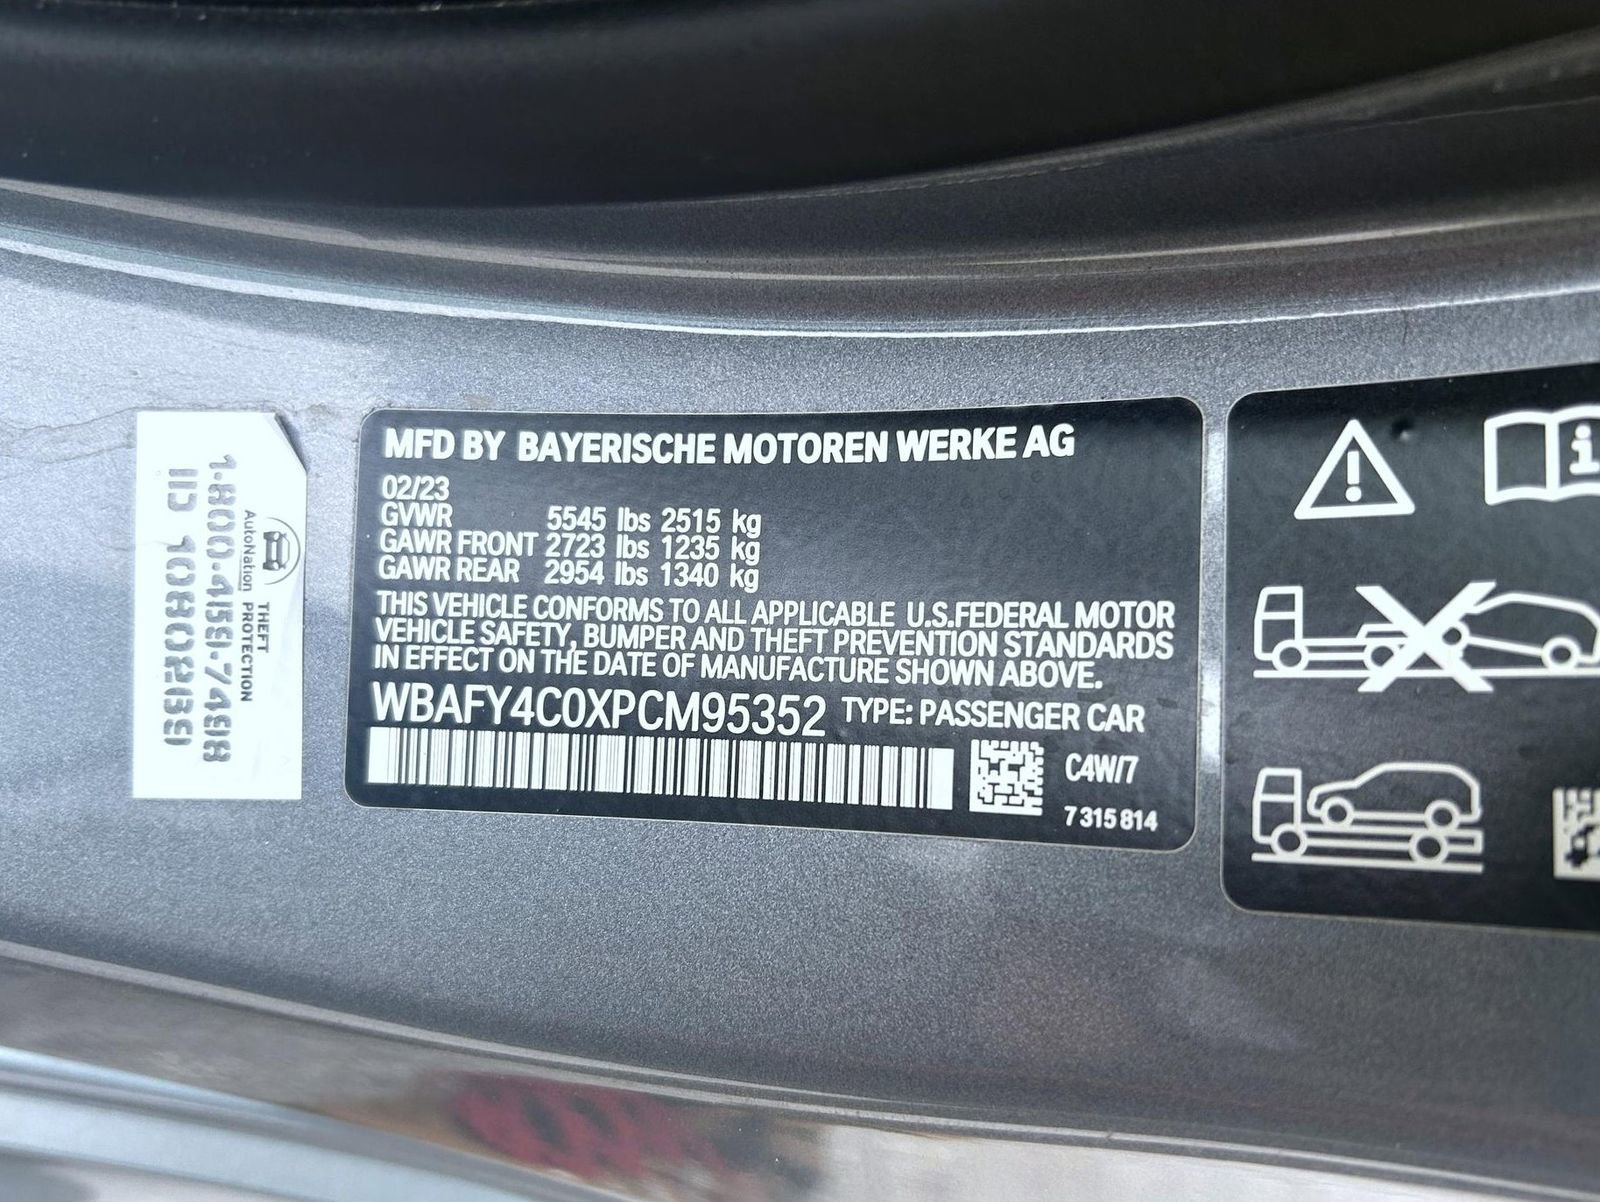 AutoNation THEFT
PROTECTION
1.800.459.7498
ID 10802899
MFD BY BAYERISCHE MOTOREN WERKE AG
02/23
GVWR 5545 lbs 2515 kg
GAWR FRONT 2723 lbs 1235 kg
GAWR REAR 2954 lbs 1340 kg
THIS VEHICLE CONFORMS TO ALL APPLICABLE U.S.FEDERAL MOTOR
VEHICLE SAFETY, BUMPER AND THEFT PREVENTION STANDARDS
IN EFFECT ON THE DATE OF MANUFACTURE SHOWN ABOVE.
WBAFY4C0XPCM95352 TYPE: PASSENGER CAR
C4W/7
7 315 814